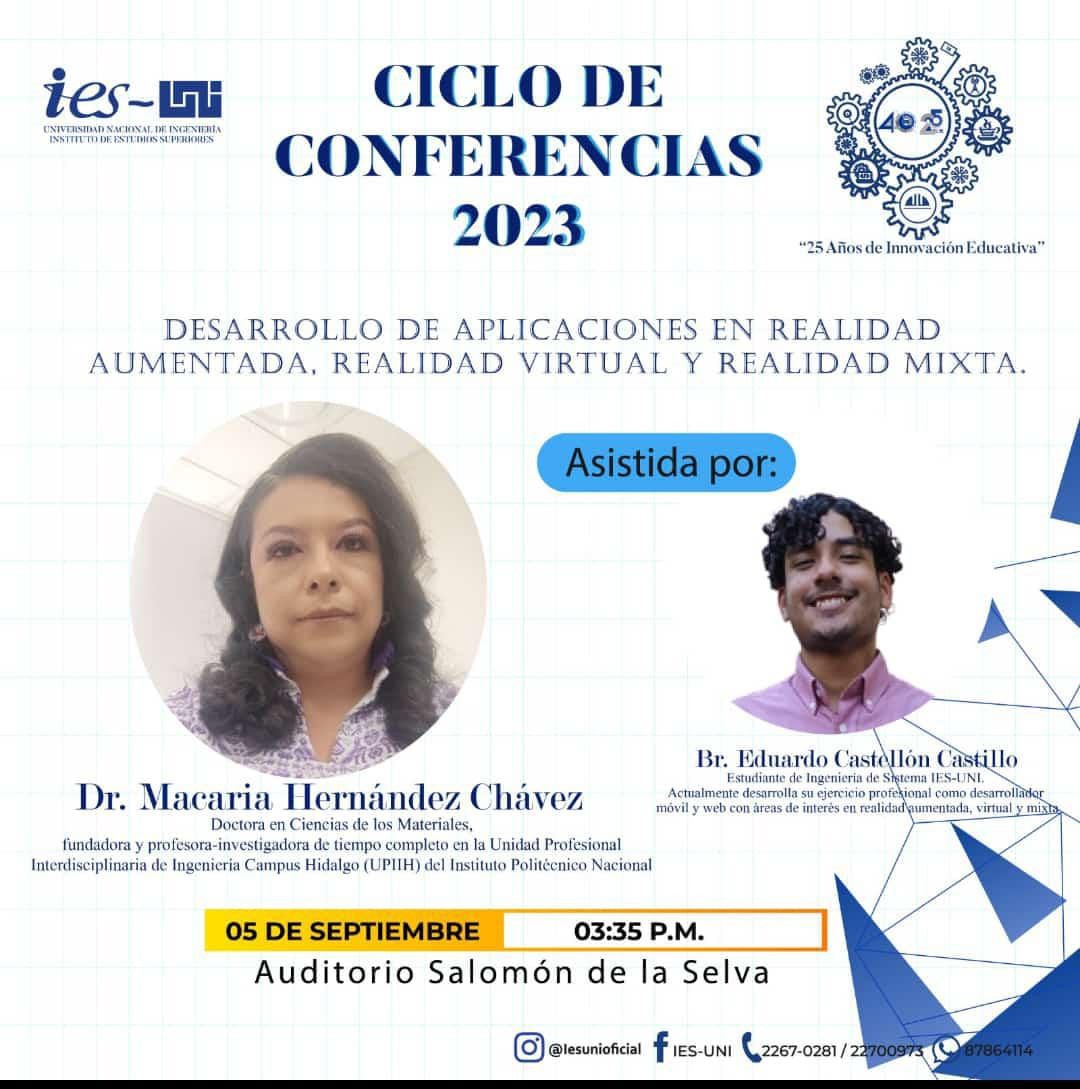 ies-UNI
UNIVERSIDAD NACIONAL DE INGENIERÍA
INSTITUTO DE ESTUDIOS SUPERIORES
CICLO DE
CONFERENCIAS
2023
"25 Años de Innovación Educativa"
DESARROLLO DE APLICACIONES EN REALIDAD
AUMENTADA, REALIDAD VIRTUAL Y REALIDAD MIXTA.
Asistida por:
Dr. Macaria Hernández Chávez
Doctora en Ciencias de los Materiales,
fundadora y profesora-investigadora de tiempo completo en la Unidad Profesional
Interdisciplinaria de Ingeniería Campus Hidalgo (UPIIH) del Instituto Politécnico Nacional
Br. Eduardo Castellón Castillo
Estudiante de Ingeniería de Sistema IES-UNI.
Actualmente desarrolla su ejercicio profesional como desarrollador
móvil y web con áreas de interés en realidad aumentada, virtual y mixta
05 DE SEPTIEMBRE 03:35 P.M.
Auditorio Salomón de la Selva
@Iesunioficial IES-UNI 2267-0281 / 22700973 87864114